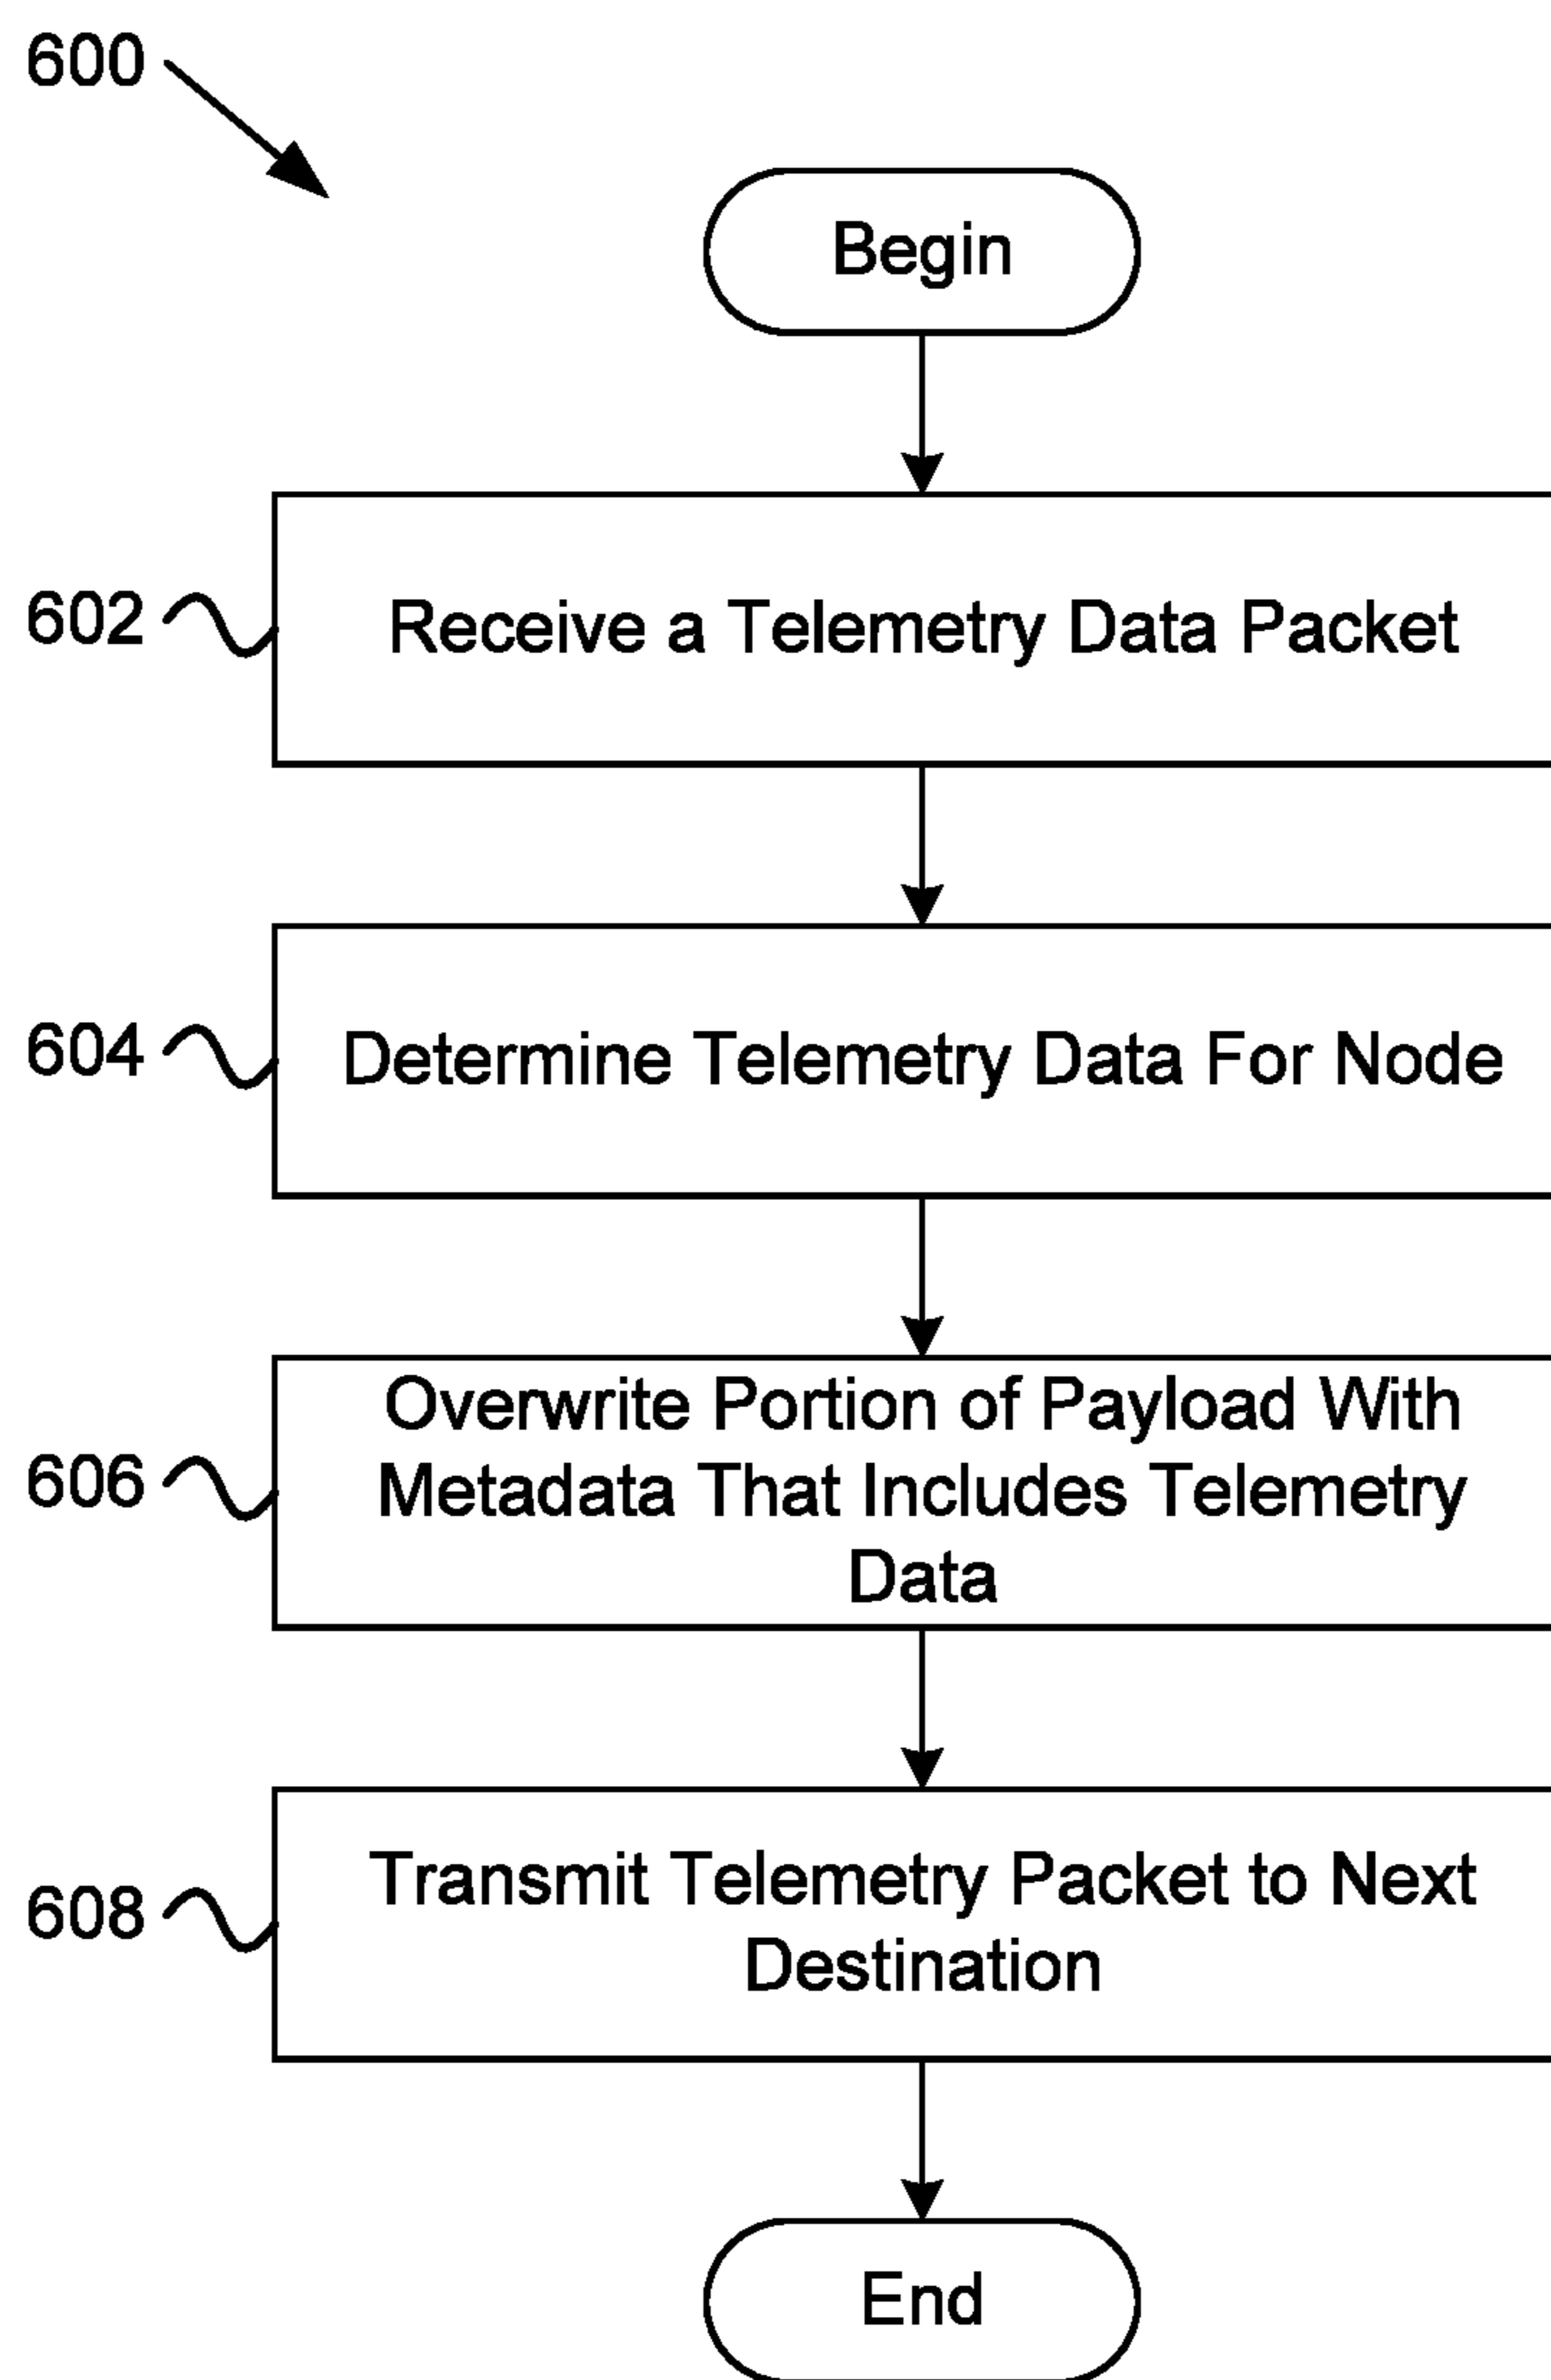 600
Begin
602
Receive a Telemetry Data Packet
604
Determine Telemetry Data For Node
606
Overwrite Portion of Payload With
Metadata That Includes Telemetry
Data
608
Transmit Telemetry Packet to Next
Destination
End